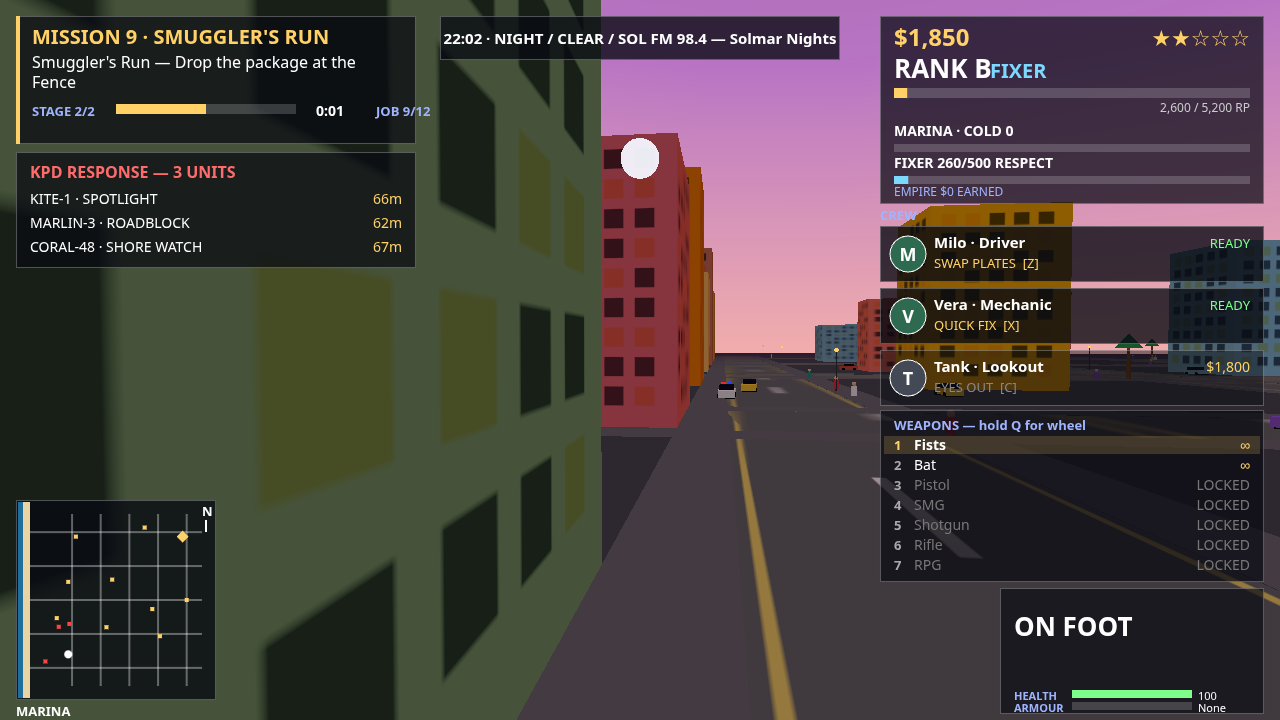 MISSION 9 · SMUGGLER'S RUN
Smuggler's Run — Drop the package at the
Fence
STAGE 2/2
0:01
JOB 9/12
KPD RESPONSE — 3 UNITS
KITE-1 · SPOTLIGHT 66m
MARLIN-3 · ROADBLOCK 62m
CORAL-48 · SHORE WATCH 67m
22:02 · NIGHT / CLEAR / SOL FM 98.4 — Solmar Nights
$1,850 ★★☆☆☆
RANK B FIXER
2,600 / 5,200 RP
MARINA · COLD 0
FIXER 260/500 RESPECT
EMPIRE $0 EARNED
CREW
M Milo · Driver READY
SWAP PLATES [Z]
V Vera · Mechanic READY
QUICK FIX [X]
T Tank · Lookout $1,800
EYES OUT [C]
WEAPONS — hold Q for wheel
1 Fists ∞
2 Bat ∞
3 Pistol LOCKED
4 SMG LOCKED
5 Shotgun LOCKED
6 Rifle LOCKED
7 RPG LOCKED
ON FOOT
HEALTH 100
ARMOUR None
N
MARINA